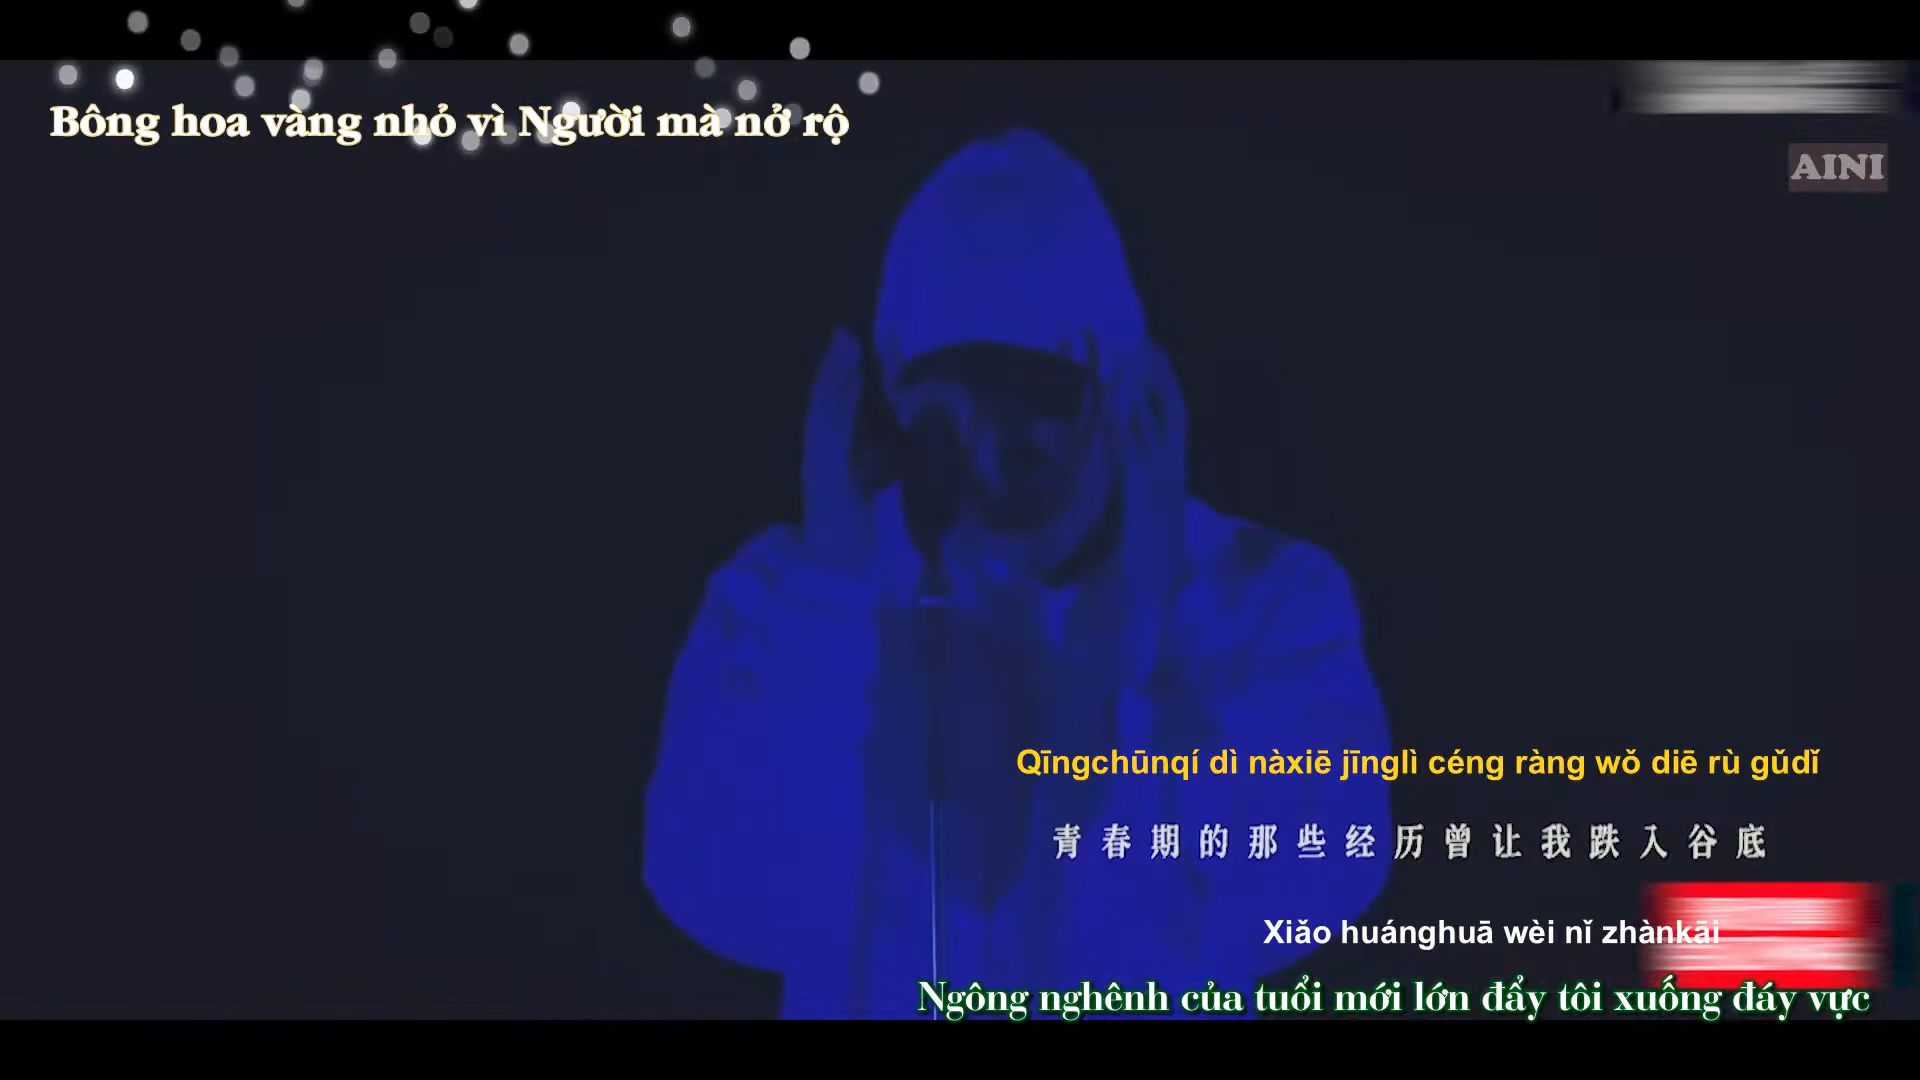 Bông hoa vàng nhỏ vì Người mà nở rộ
AINI
Qīngchūnqí dì nàxiē jīnglì céng ràng wǒ diē rù gǔdǐ
青春期的那些经历曾让我跌入谷底
Xiǎo huánghuā wèi nǐ zhànkāi
Ngông nghênh của tuổi mới lớn đẩy tôi xuống đáy vực